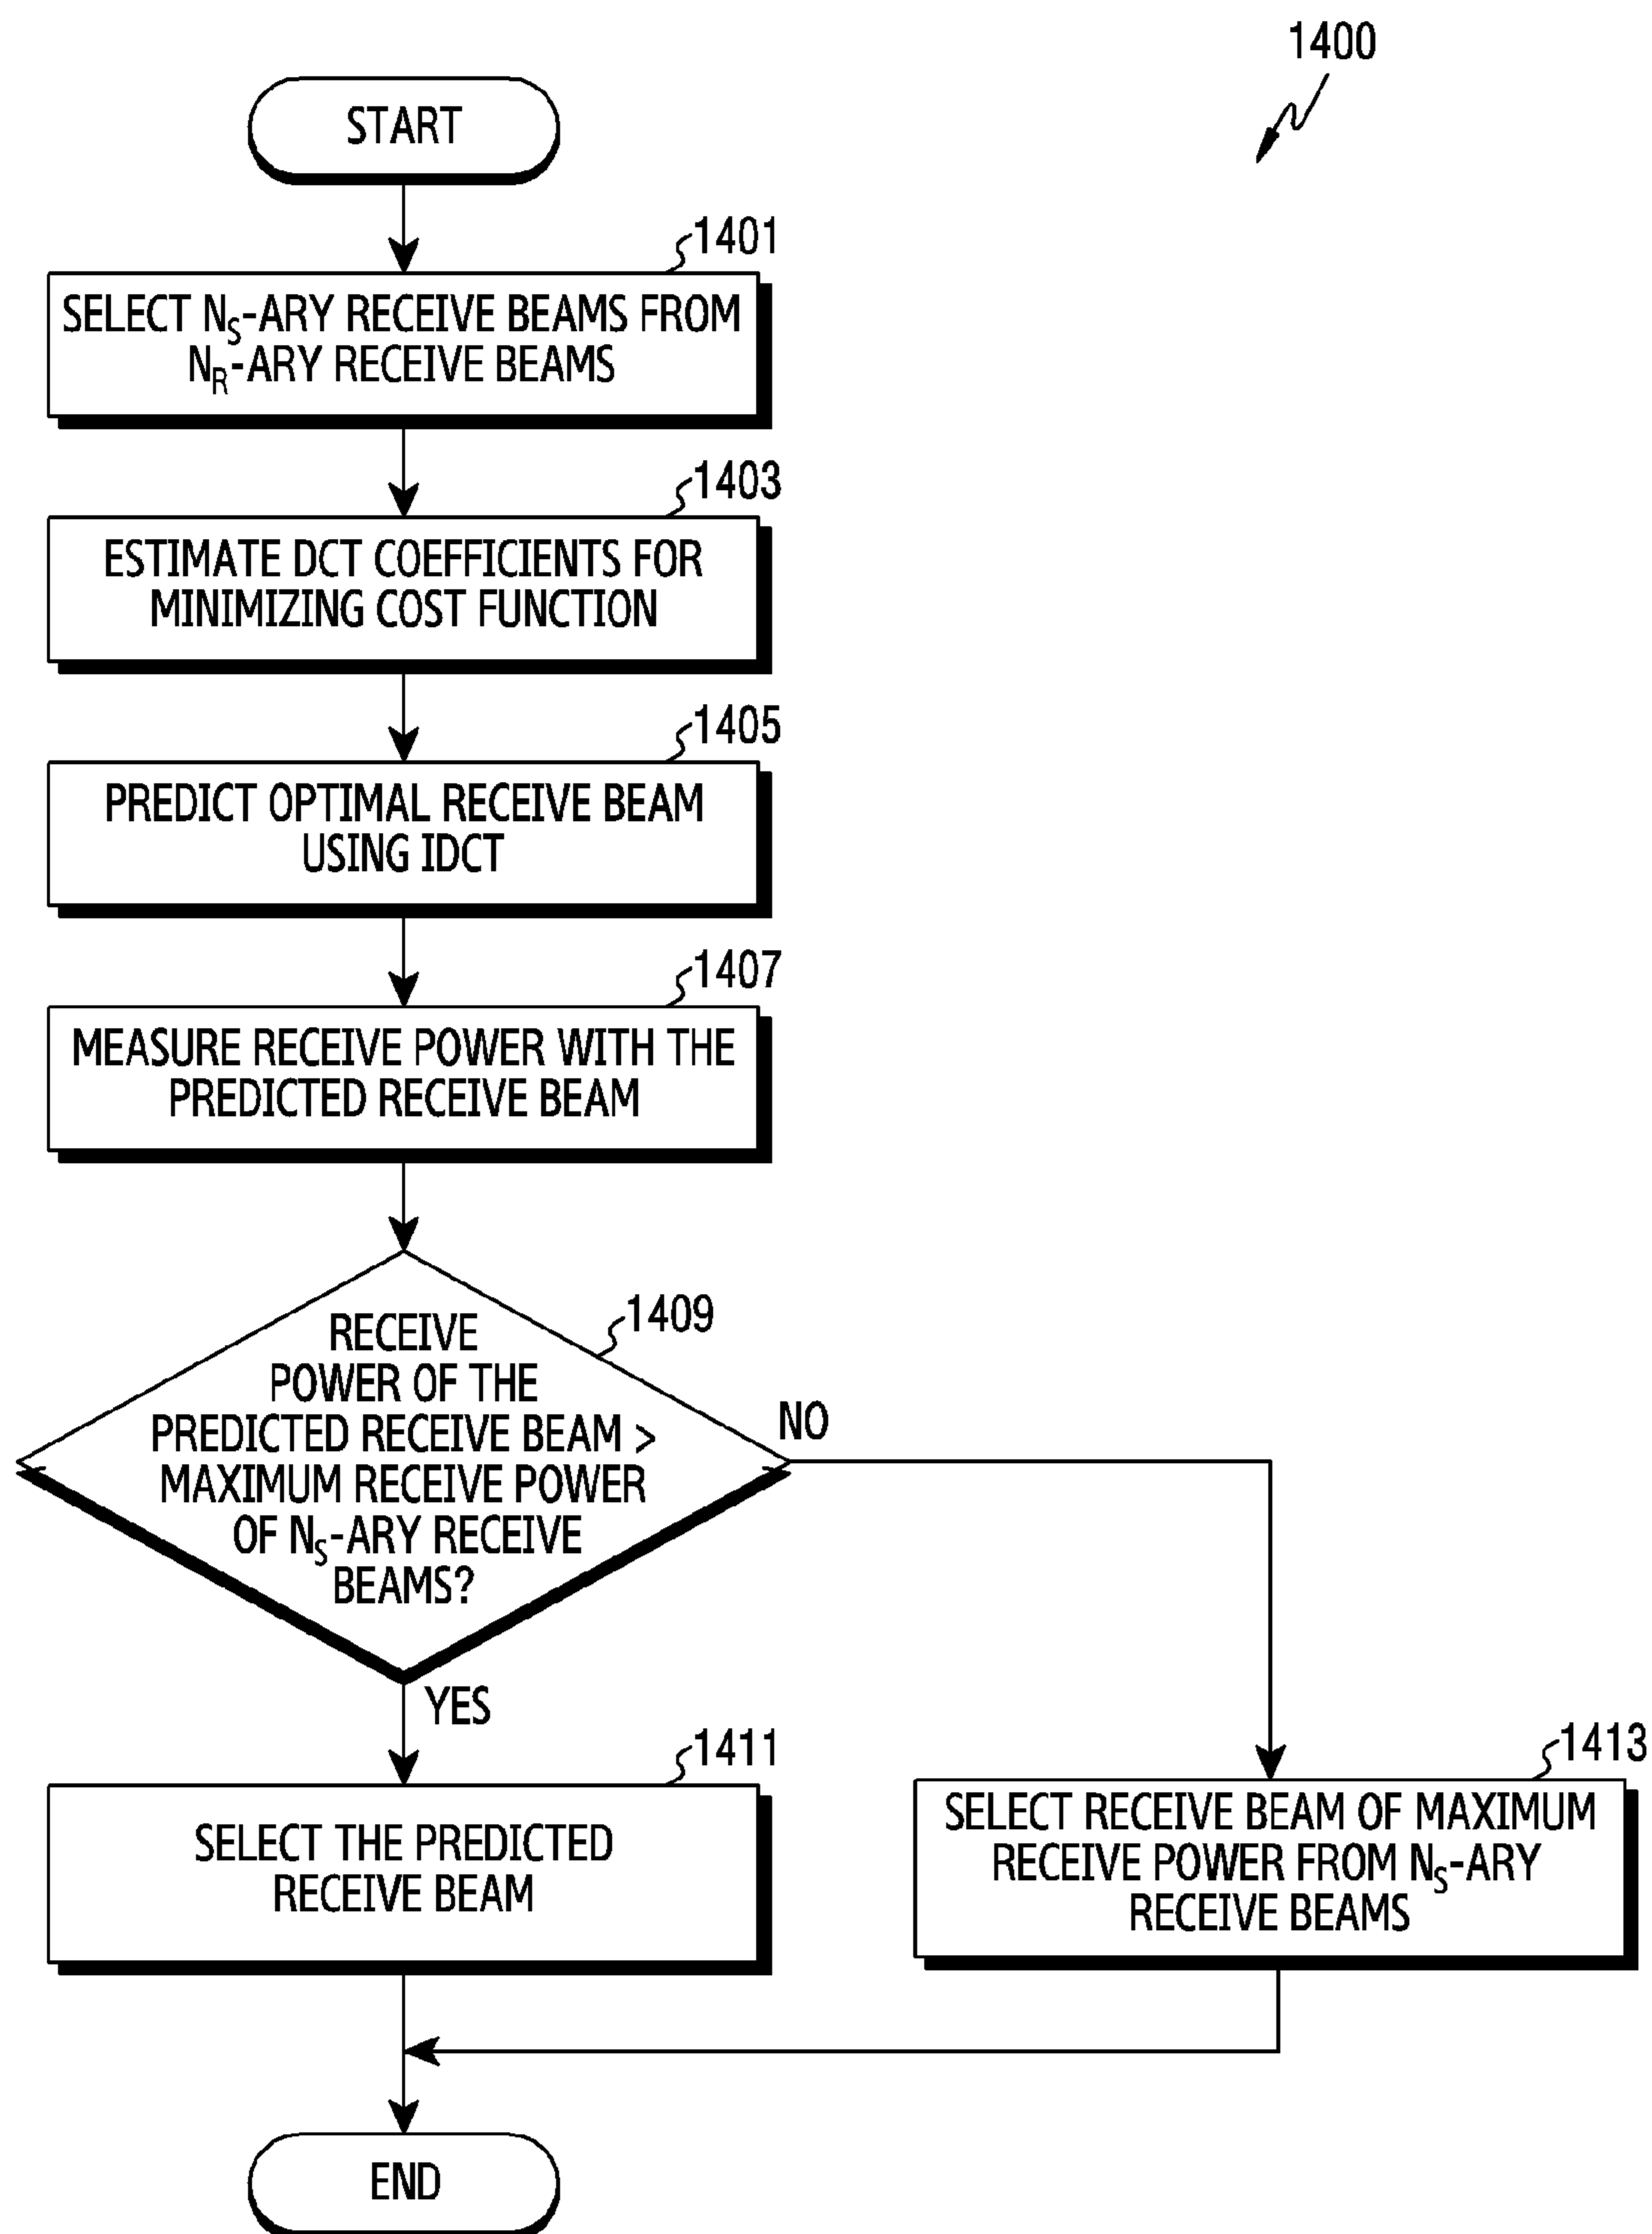 1400
START
1401
SELECT NS-ARY RECEIVE BEAMS FROM
NR-ARY RECEIVE BEAMS
1403
ESTIMATE DCT COEFFICIENTS FOR
MINIMIZING COST FUNCTION
1405
PREDICT OPTIMAL RECEIVE BEAM
USING IDCT
1407
MEASURE RECEIVE POWER WITH THE
PREDICTED RECEIVE BEAM
1409
RECEIVE
POWER OF THE
PREDICTED RECEIVE BEAM >
MAXIMUM RECEIVE POWER
OF NS-ARY RECEIVE
BEAMS?
NO
YES
1411
SELECT THE PREDICTED
RECEIVE BEAM
1413
SELECT RECEIVE BEAM OF MAXIMUM
RECEIVE POWER FROM NS-ARY
RECEIVE BEAMS
END